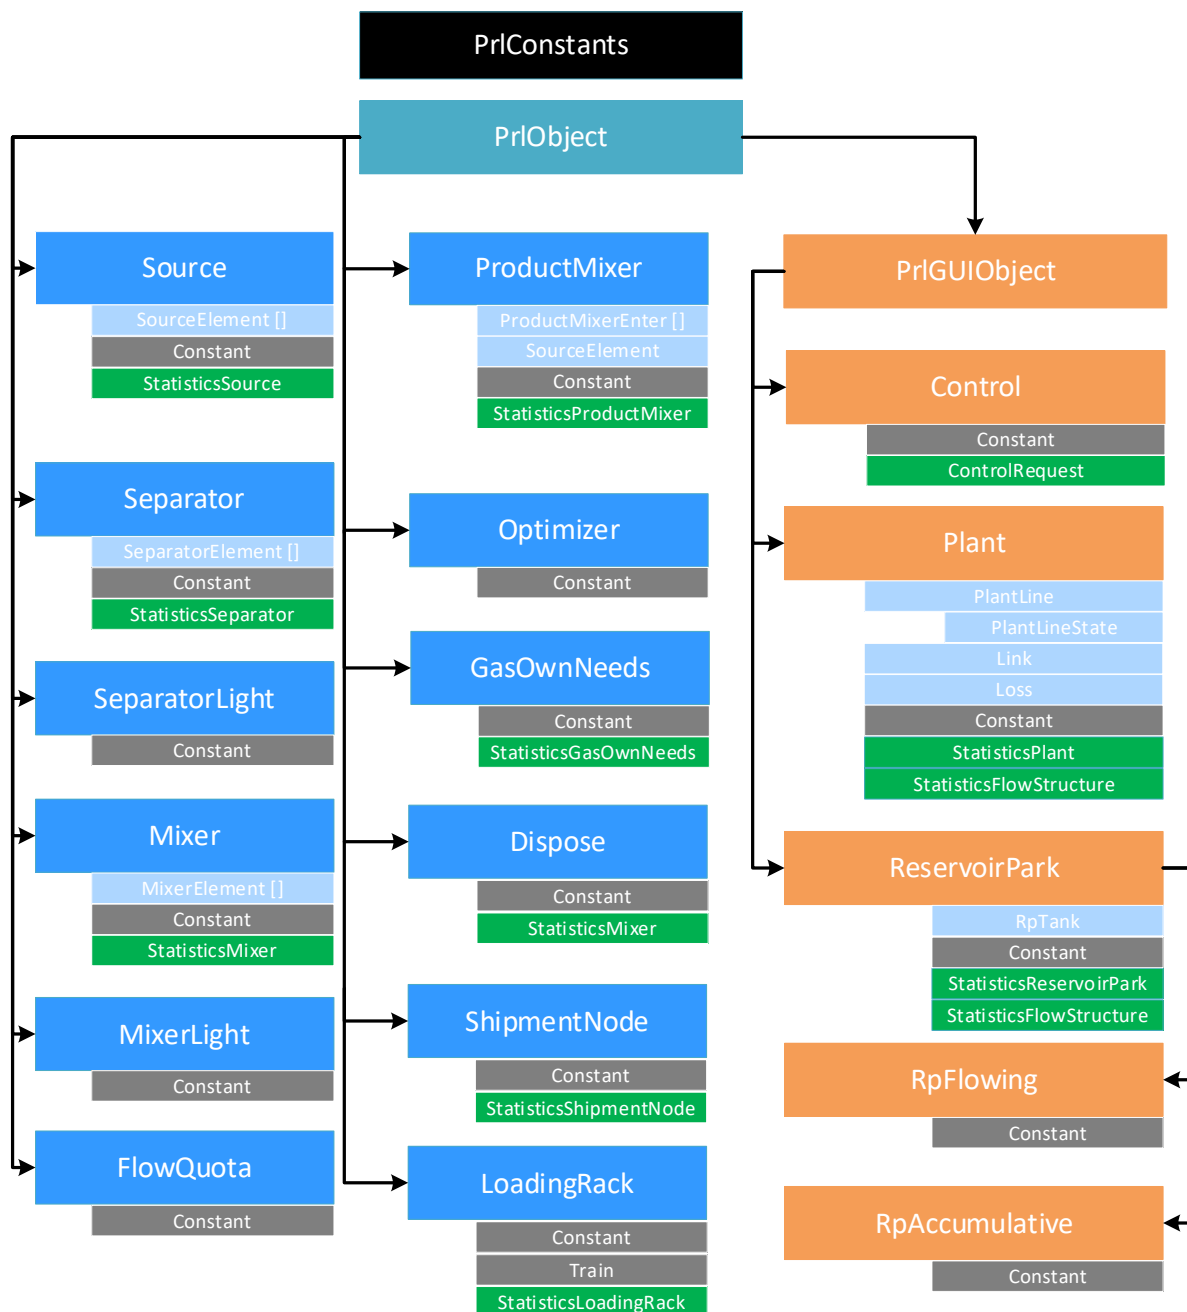 PrlConstants
PrlObject
Source
SourceElement []
Constant
StatisticsSource
Separator
SeparatorElement []
Constant
StatisticsSeparator
SeparatorLight
Constant
Mixer
MixerElement []
Constant
StatisticsMixer
MixerLight
Constant
FlowQuota
Constant
ProductMixer
ProductMixerEnter []
SourceElement
Constant
StatisticsProductMixer
Optimizer
Constant
GasOwnNeeds
Constant
StatisticsGasOwnNeeds
Dispose
Constant
StatisticsMixer
ShipmentNode
Constant
StatisticsShipmentNode
LoadingRack
Constant
Train
StatisticsLoadingRack
PrlGUIObject
Control
Constant
ControlRequest
Plant
PlantLine
PlantLineState
Link
Loss
Constant
StatisticsPlant
StatisticsFlowStructure
ReservoirPark
RpTank
Constant
StatisticsReservoirPark
StatisticsFlowStructure
RpFlowing
Constant
RpAccumulative
Constant